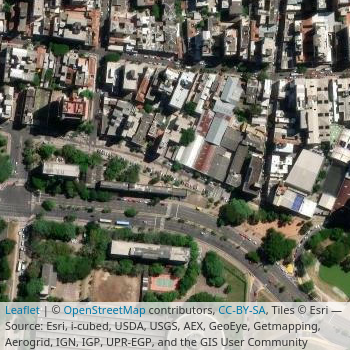 Leaflet | © OpenStreetMap contributors, CC-BY-SA, Tiles © Esri —
Source: Esri, i-cubed, USDA, USGS, AEX, GeoEye, Getmapping,
Aerogrid, IGN, IGP, UPR-EGP, and the GIS User Community